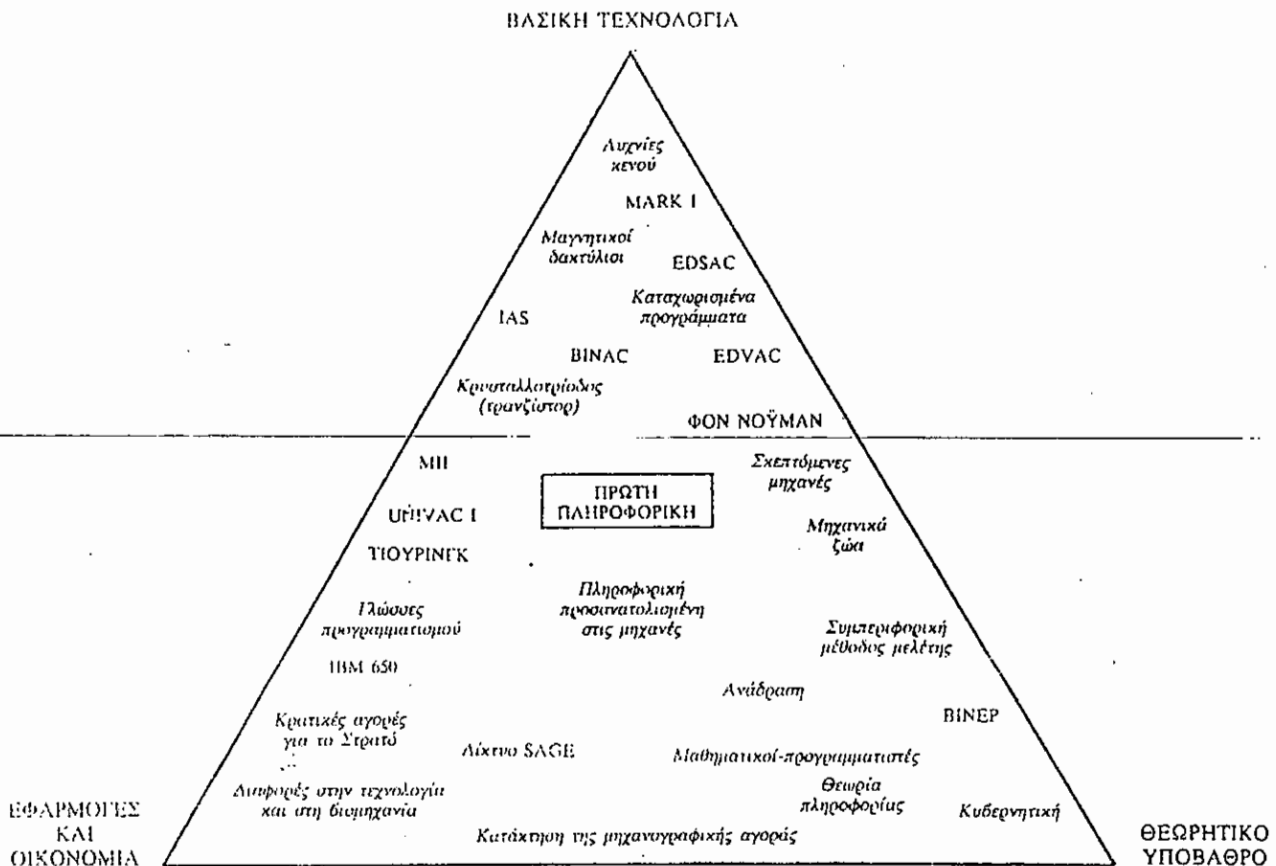 ΒΑΣΙΚΗ ΤΕΧΝΟΛΟΓΙΑ
Λυχνίες
κενού
MARK I
Μαγνητικοί
δακτύλιοι
EDSAC
Καταχωρισμένα
προγράμματα
IAS
BINAC
EDVAC
Κρυσταλλοτρίοδος
(τρανζίστορ)
ΦΟΝ ΝΟΫΜΑΝ
ΜΙΙ
Σκεπτόμενες
μηχανές
ΠΡΩΤΗ
ΠΛΗΡΟΦΟΡΙΚΗ
UNIVAC I
Μηχανικά
ζώα
ΤΙΟΥΡΙΝΓΚ
Πληροφορική
προσανατολισμένη
στις μηχανές
Γλώσσες
προγραμματισμού
Συμπεριφορική
μέθοδος μελέτης
IBM 650
Ανάδραση
ΒΙΝΕΡ
Κρατικές αγορές
για το Στρατό
Δίκτυο SAGE
Μαθηματικοί-προγραμματιστές
Διαφορές στην τεχνολογία
και στη βιομηχανία
Θεωρία
πληροφορίας
Κυβερνητική
Κατάκτηση της μηχανογραφικής αγοράς
ΕΦΑΡΜΟΓΕΣ
ΚΑΙ
ΟΙΚΟΝΟΜΙΑ
ΘΕΩΡΗΤΙΚΟ
ΥΠΟΒΑΘΡΟ